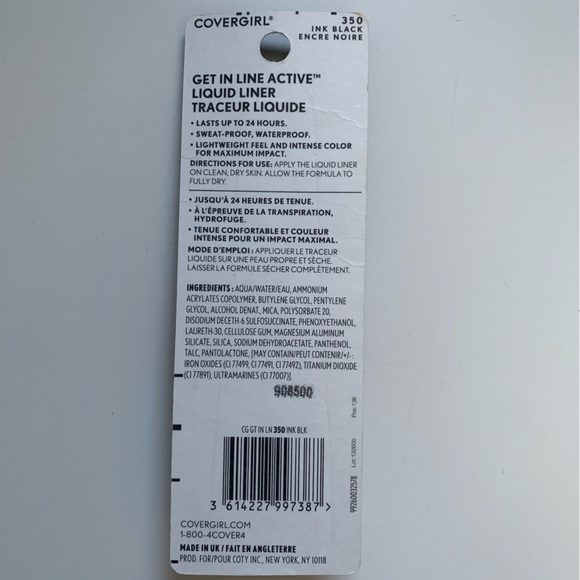 COVERGIRL®
350
INK BLACK
ENCRE NOIRE
GET IN LINE ACTIVE™
LIQUID LINER
TRACEUR LIQUIDE
• LASTS UP TO 24 HOURS.
• SWEAT-PROOF, WATERPROOF.
• LIGHTWEIGHT FEEL AND INTENSE COLOR
FOR MAXIMUM IMPACT.
DIRECTIONS FOR USE: APPLY THE LIQUID LINER
ON CLEAN, DRY SKIN. ALLOW THE FORMULA TO
FULLY DRY.
• JUSQU'À 24 HEURES DE TENUE.
• À L'ÉPREUVE DE LA TRANSPIRATION,
HYDROFUGE.
• TENUE CONFORTABLE ET COULEUR
INTENSE POUR UN IMPACT MAXIMAL.
MODE D'EMPLOI : APPLIQUER LE TRACEUR
LIQUIDE SUR UNE PEAU PROPRE ET SÈCHE.
LAISSER LA FORMULE SÉCHER COMPLÈTEMENT.
INGREDIENTS : AQUA/WATER/EAU, AMMONIUM
ACRYLATES COPOLYMER, BUTYLENE GLYCOL, PENTYLENE
GLYCOL, ALCOHOL DENAT., MICA, POLYSORBATE 20,
DISODIUM DECETH-6 SULFOSUCCINATE, PHENOXYETHANOL,
LAURETH-30, CELLULOSE GUM, MAGNESIUM ALUMINUM
SILICATE, SILICA, SODIUM DEHYDROACETATE, PANTHENOL,
TALC, PANTOLACTONE, [MAY CONTAIN/PEUT CONTENIR/+/- :
IRON OXIDES (CI 77499, CI 77491, CI 77492), TITANIUM DIOXIDE
(CI 77891), ULTRAMARINES (CI 77007)].
CG GT IN LN 350 INK BLK
3 614227 997387 >
99260032578
Lot: 132600
Pos: 136
COVERGIRL.COM
1-800-4COVER4
MADE IN UK / FAIT EN ANGLETERRE
PROD. FOR/POUR COTY INC., NEW YORK, NY 10118